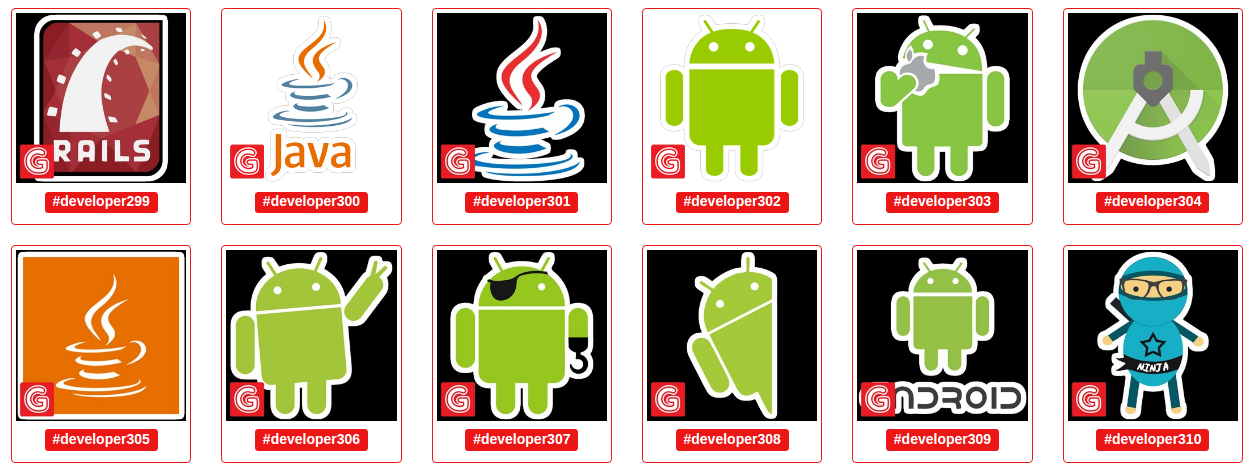 RAILS
Java
#developer299
#developer300
#developer301
#developer302
#developer303
#developer304
ANDROID
NINJA
#developer305
#developer306
#developer307
#developer308
#developer309
#developer310